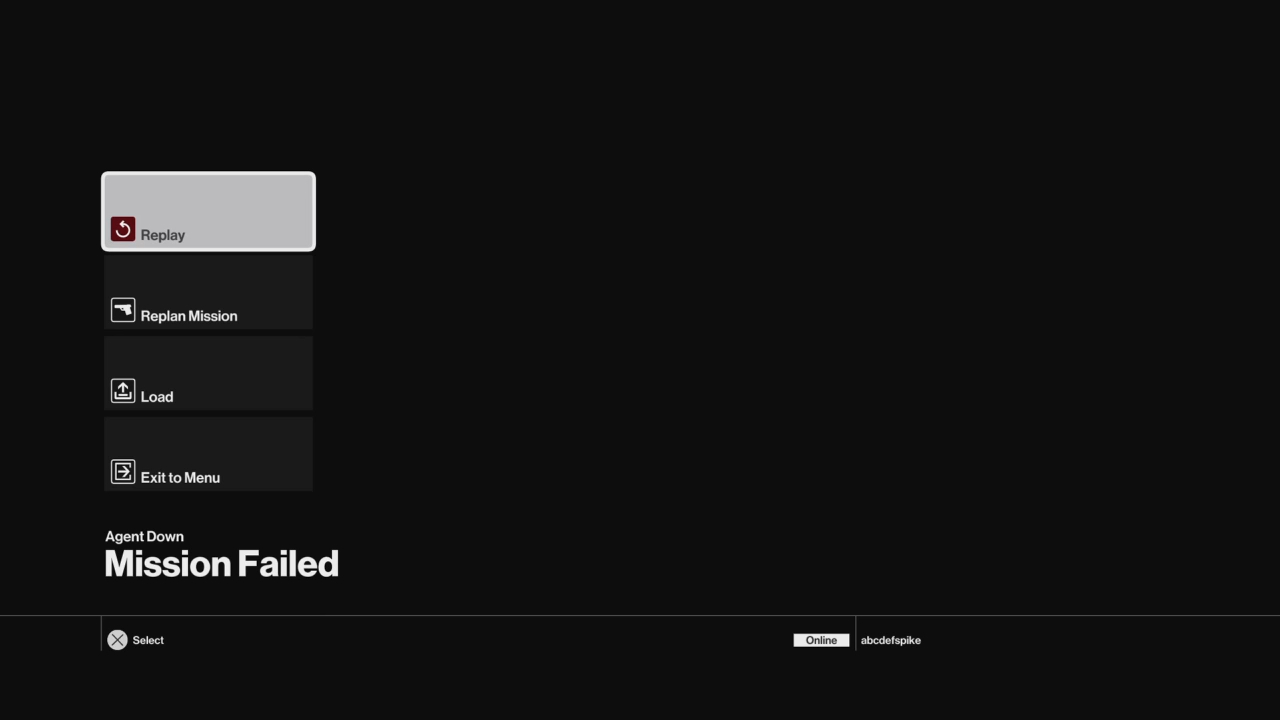 Replay
Replan Mission
Load
Exit to Menu
Agent Down
Mission Failed
Select
Online abcdefspike